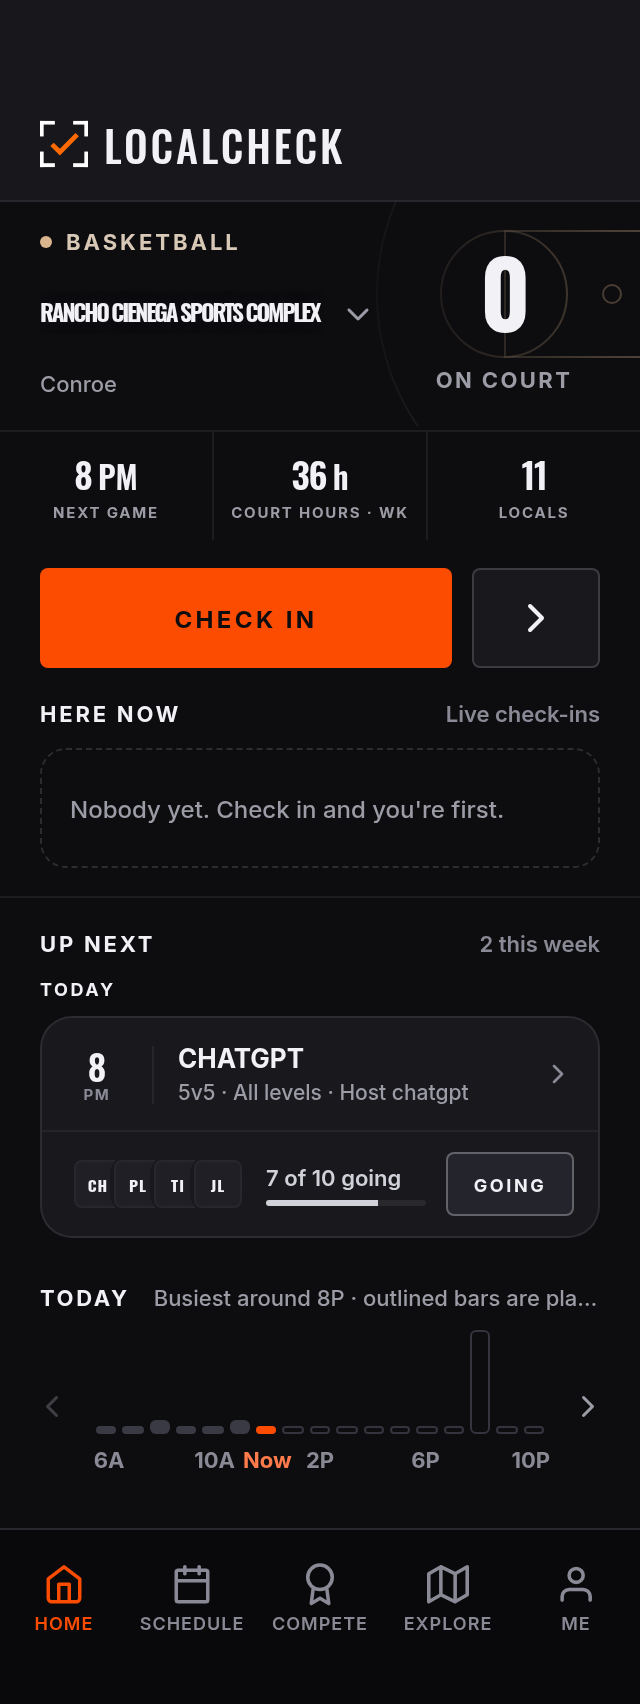 LOCALCHECK
BASKETBALL
RANCHO CIENEGA SPORTS COMPLEX
Conroe
0
ON COURT
8 PM
NEXT GAME
36 h
COURT HOURS · WK
11
LOCALS
CHECK IN
HERE NOW
Live check-ins
Nobody yet. Check in and you're first.
UP NEXT
2 this week
TODAY
8
PM
CHATGPT
5v5 · All levels · Host chatgpt
CH PL TI JL
7 of 10 going
GOING
TODAY
Busiest around 8P · outlined bars are pla...
6A 10A Now 2P 6P 10P
HOME SCHEDULE COMPETE EXPLORE ME